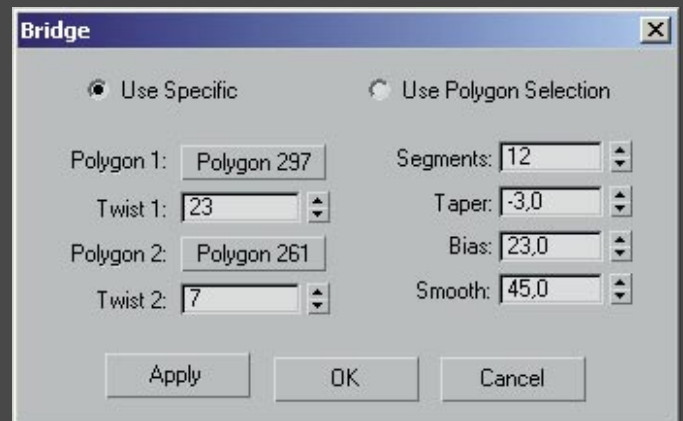 Bridge
Use Specific
Use Polygon Selection
Polygon 1: Polygon 297
Segments: 12
Twist 1: 23
Taper: -3,0
Polygon 2: Polygon 261
Bias: 23,0
Twist 2: 7
Smooth: 45,0
Apply
OK
Cancel